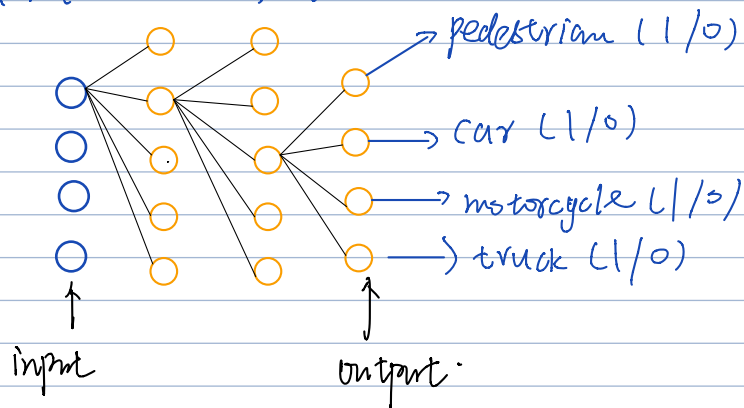 pedestrian (1/0)
car (1/0)
motorcycle (1/0)
truck (1/0)
input
output.